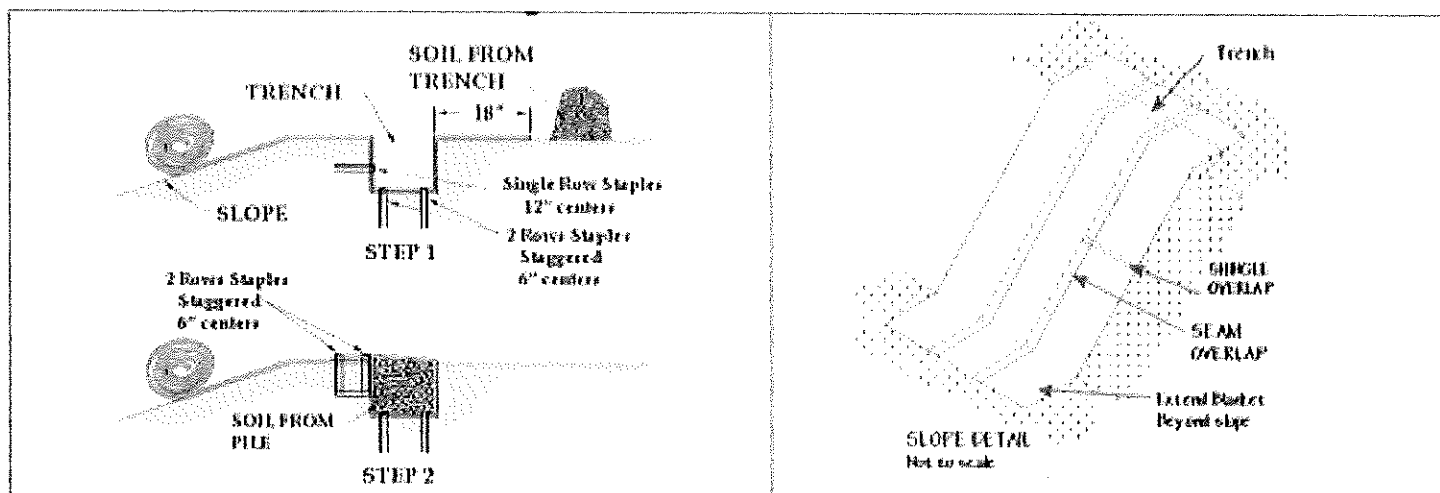 SOIL FROM
TRENCH
TRENCH
18"
Single Row Staples
12" centers
SLOPE
2 Rows Staples
Staggered
6" centers
STEP 1
2 Rows Staples
Staggered
6" centers
SOIL FROM
PILE
STEP 2
Trench
SHINGLE
OVERLAP
SEAM
OVERLAP
Extend Blanket
Beyond slope
SLOPE DETAIL
Not to scale